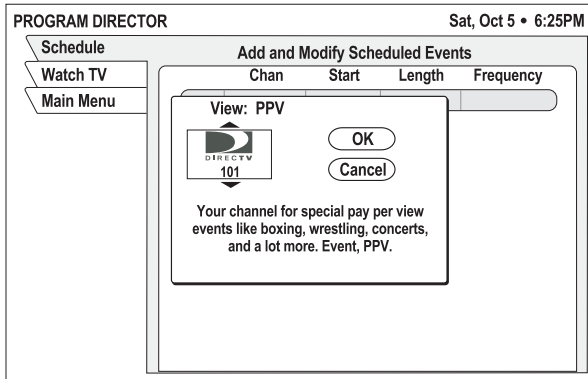 PROGRAM DIRECTOR
Sat, Oct 5 • 6:25PM
Schedule
Add and Modify Scheduled Events
Watch TV
Chan Start Length Frequency
Main Menu
View: PPV
DIRECTV
101
OK
Cancel
Your channel for special pay per view
events like boxing, wrestling, concerts,
and a lot more. Event, PPV.